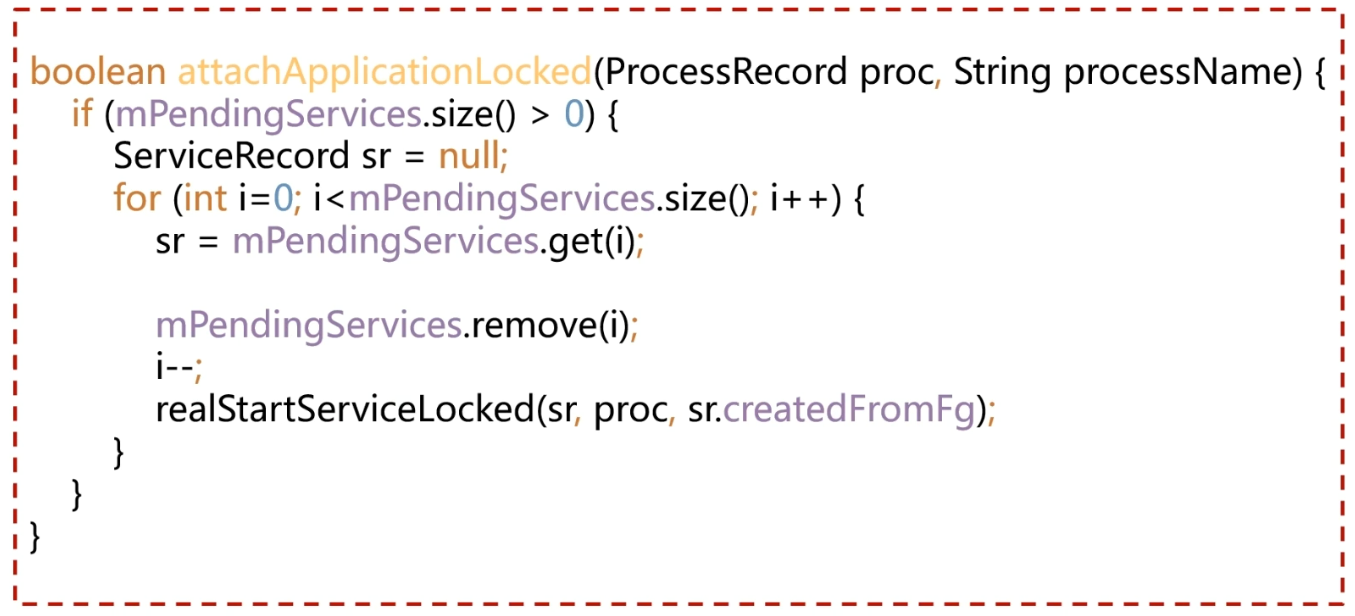 boolean attachApplicationLocked(ProcessRecord proc, String processName) {
if (mPendingServices.size() > 0) {
ServiceRecord sr = null;
for (int i=0; i<mPendingServices.size(); i++) {
sr = mPendingServices.get(i);
mPendingServices.remove(i);
i--;
realStartServiceLocked(sr, proc, sr.createdFromFg);
}
}
}